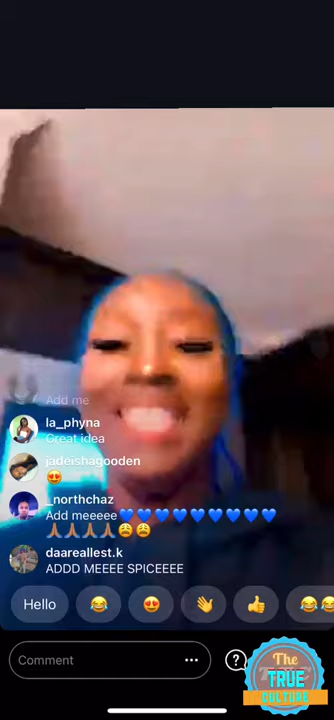 Add me
la_phyna
Great idea
jadeishagooden
😍
_northchaz
Add meeeee💙💙💙💙💙💙💙💙💙
🙏🏾🙏🏾🙏🏾🙏🏾😩😩
daareallest.k
ADDD MEEEE SPICEEEE
Hello 😂 😍 👋 👍 😂😂
Comment ... ?
The
TRUE
CULTURE